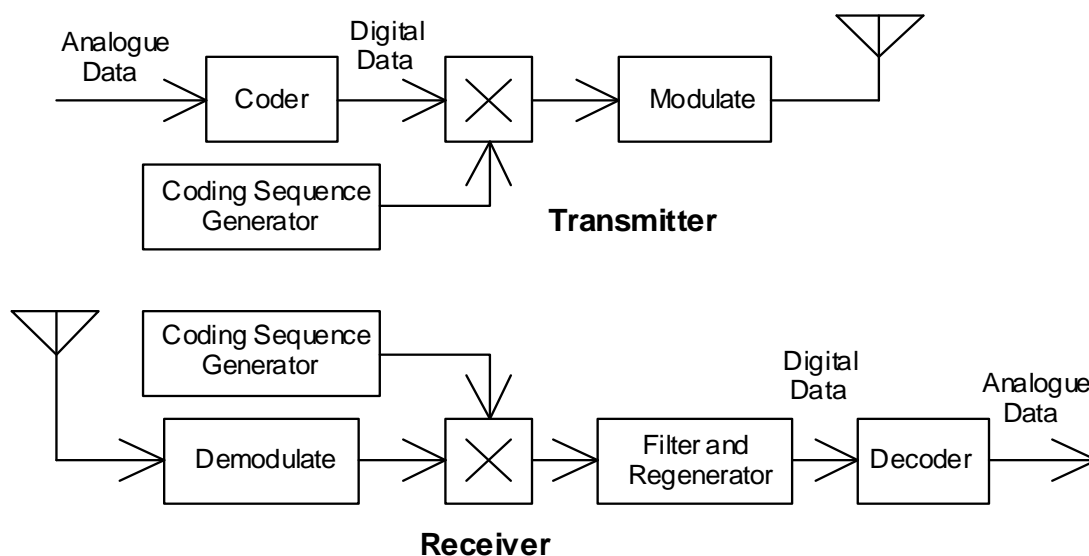 Analogue
Data
Coder
Digital
Data
Modulate
Coding Sequence
Generator
Transmitter
Coding Sequence
Generator
Demodulate
Filter and
Regenerator
Digital
Data
Decoder
Analogue
Data
Receiver